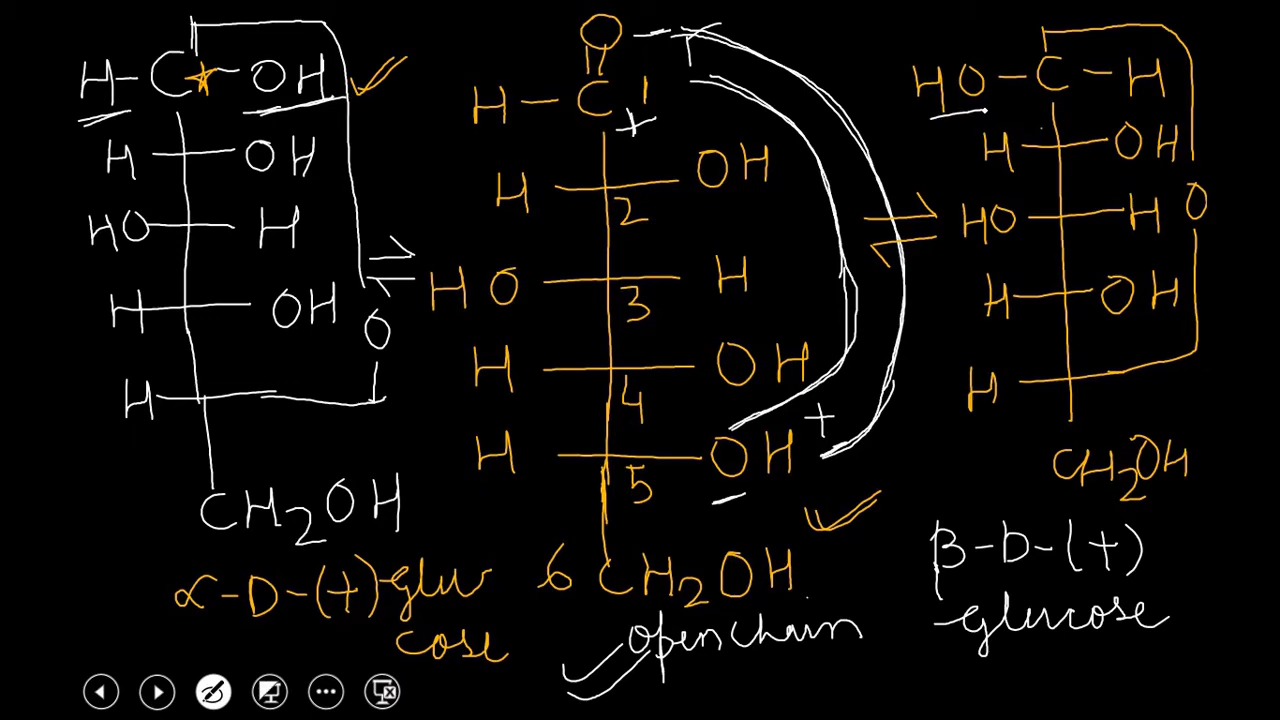 H-C*-OH
H OH
HO H
H OH
O
H
CH2OH
α-D-(+)-glu
cose
O
H-C 1
+
H OH
2
HO H
3
H OH
4
+
H OH
5
6 CH2OH
open chain
HO-C-H
H OH
HO H O
H OH
H
CH2OH
β-D-(+)
-glucose